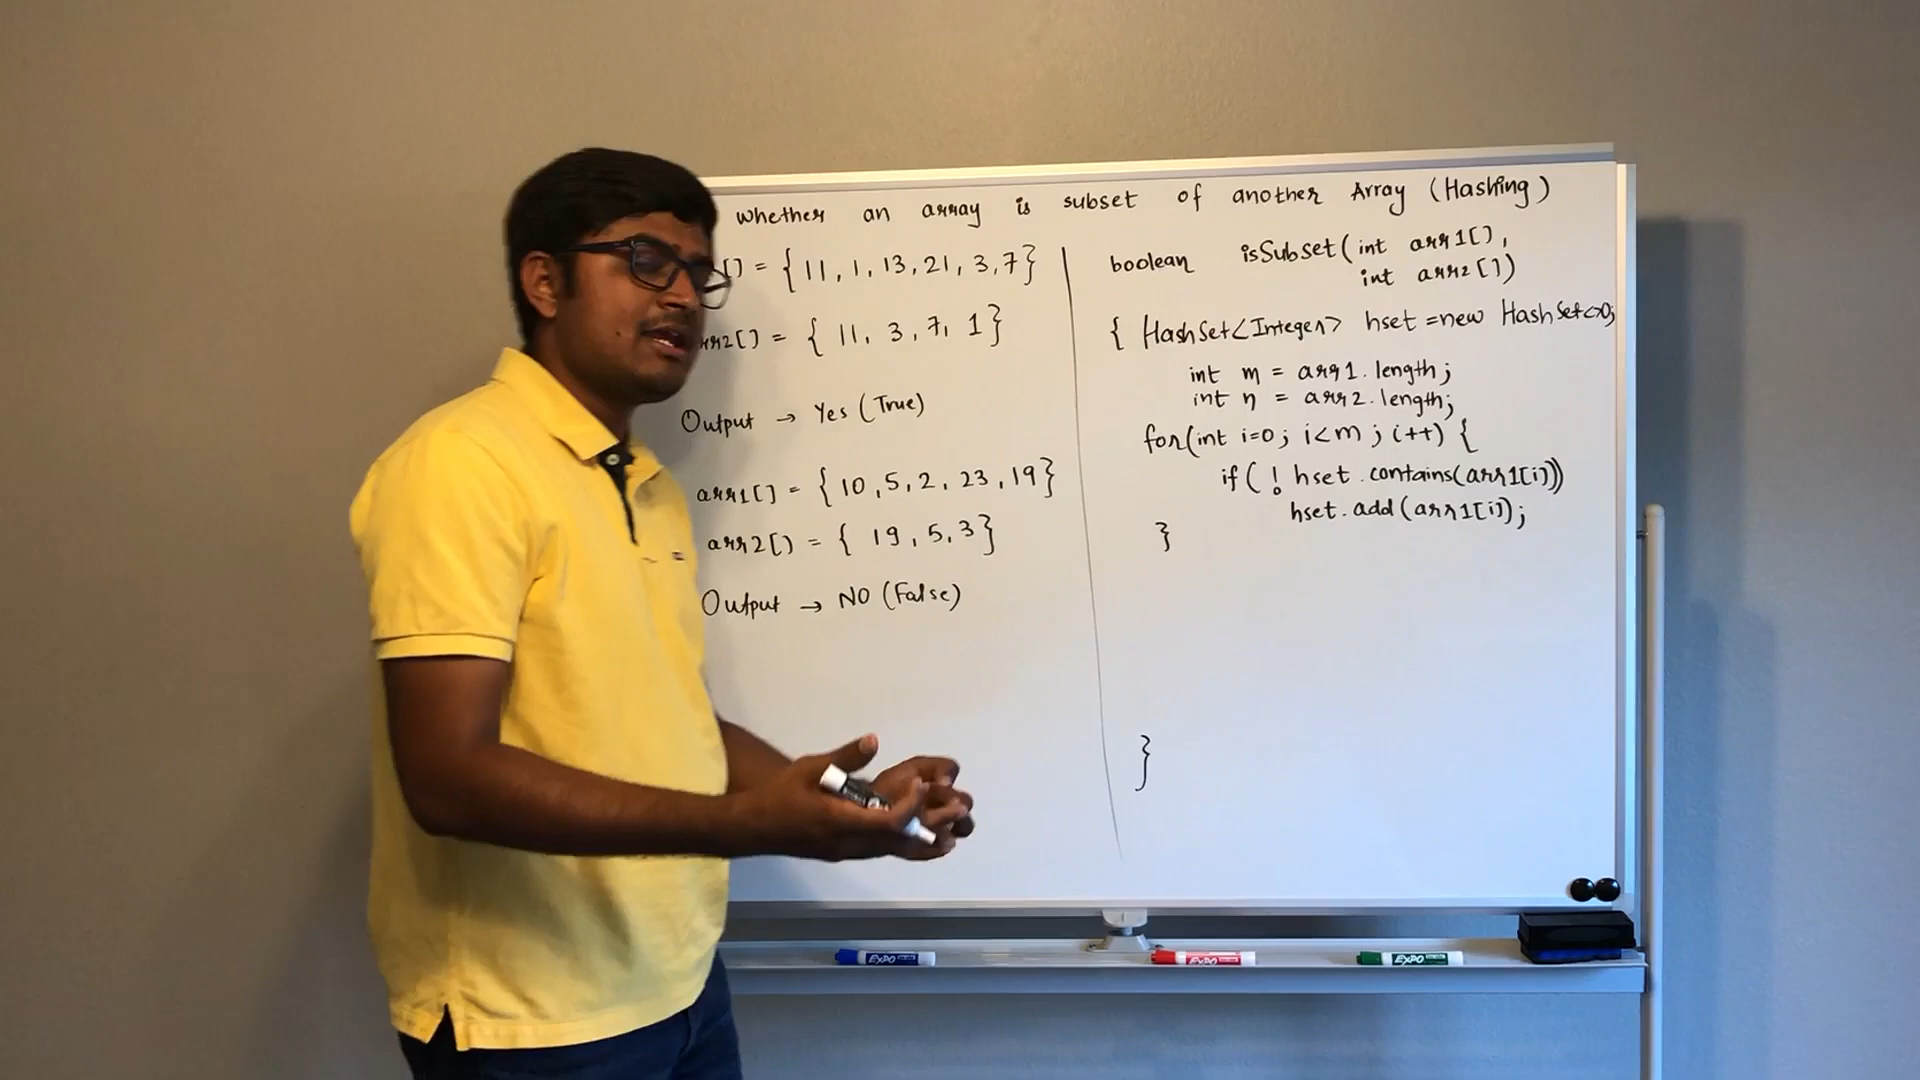 whether an array is subset of another Array (Hashing)
[] = {11, 1, 13, 21, 3, 7}
arr2[] = {11, 3, 7, 1}
Output → Yes (True)
arr1[] = {10, 5, 2, 23, 19}
arr2[] = {19, 5, 3}
Output → NO (False)
boolean isSubset(int arr1[],
int arr2[])
{ HashSet<Integer> hset = new HashSet<>();
int m = arr1.length;
int n = arr2.length;
for(int i=0; i<m; i++) {
if( ! hset.contains(arr1[i]))
hset.add(arr1[i]);
}
}
EXPO
EXPO
EXPO